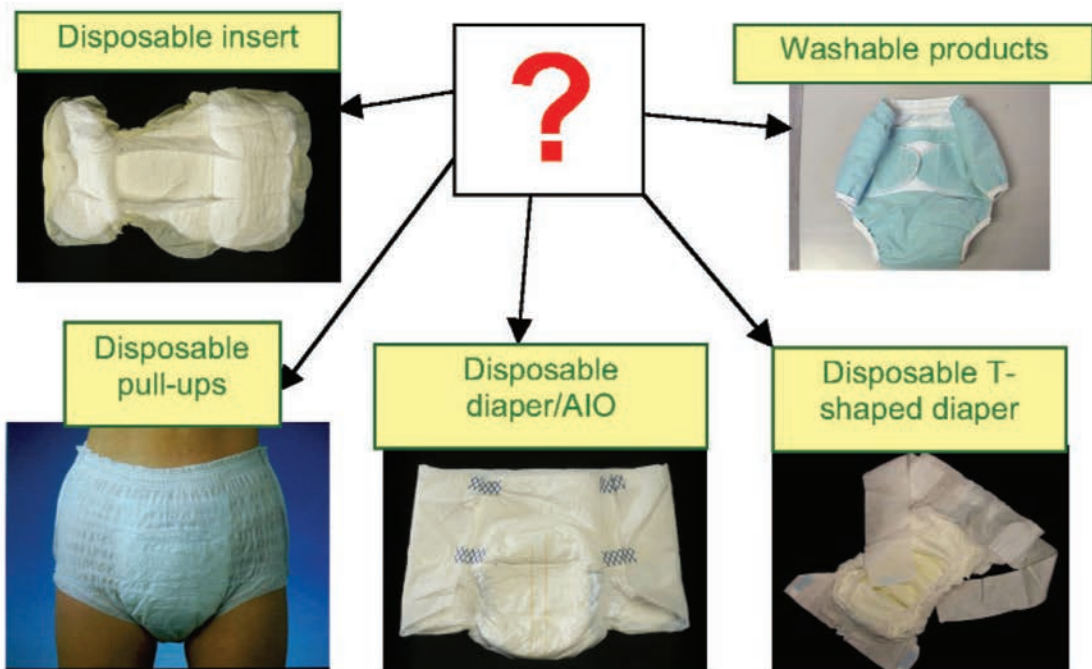 Disposable insert
?
Washable products
Disposable
pull-ups
Disposable
diaper/AIO
Disposable T-
shaped diaper